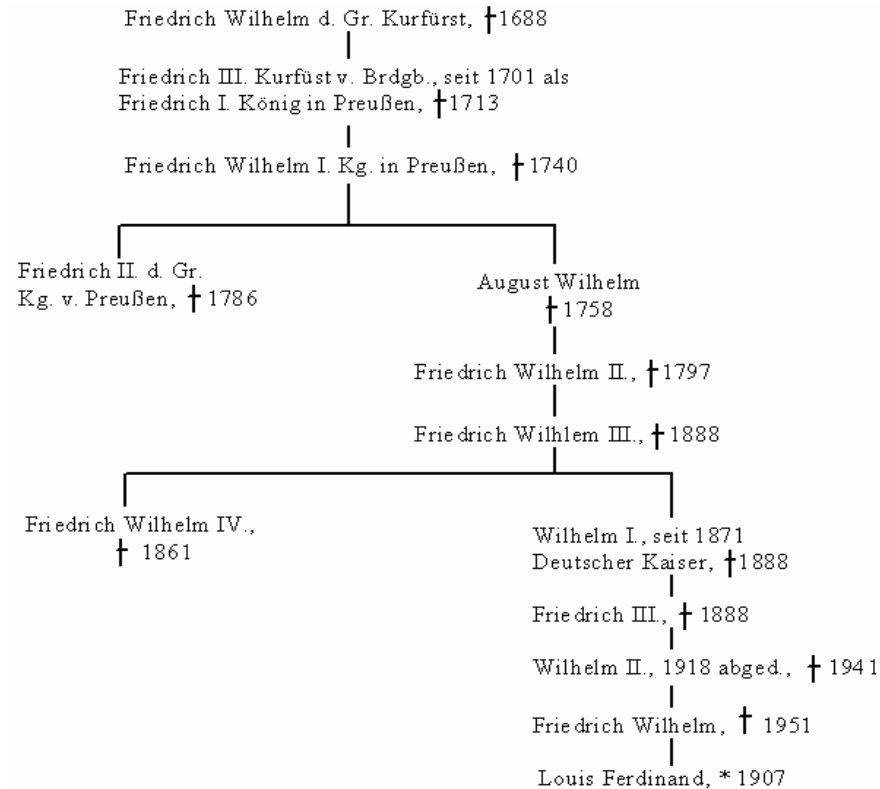 Friedrich Wilhelm d. Gr. Kurfürst, †1688
Friedrich III. Kurfüst v. Brdgb., seit 1701 als
Friedrich I. König in Preußen, †1713
Friedrich Wilhelm I. Kg. in Preußen, †1740
Friedrich II. d. Gr.
Kg. v. Preußen, † 1786
August Wilhelm
†1758
Friedrich Wilhelm II., †1797
Friedrich Wilhlem III., †1888
Friedrich Wilhelm IV.,
† 1861
Wilhelm I., seit 1871
Deutscher Kaiser, †1888
Friedrich III., † 1888
Wilhelm II., 1918 abged., † 1941
Friedrich Wilhelm, † 1951
Louis Ferdinand, * 1907